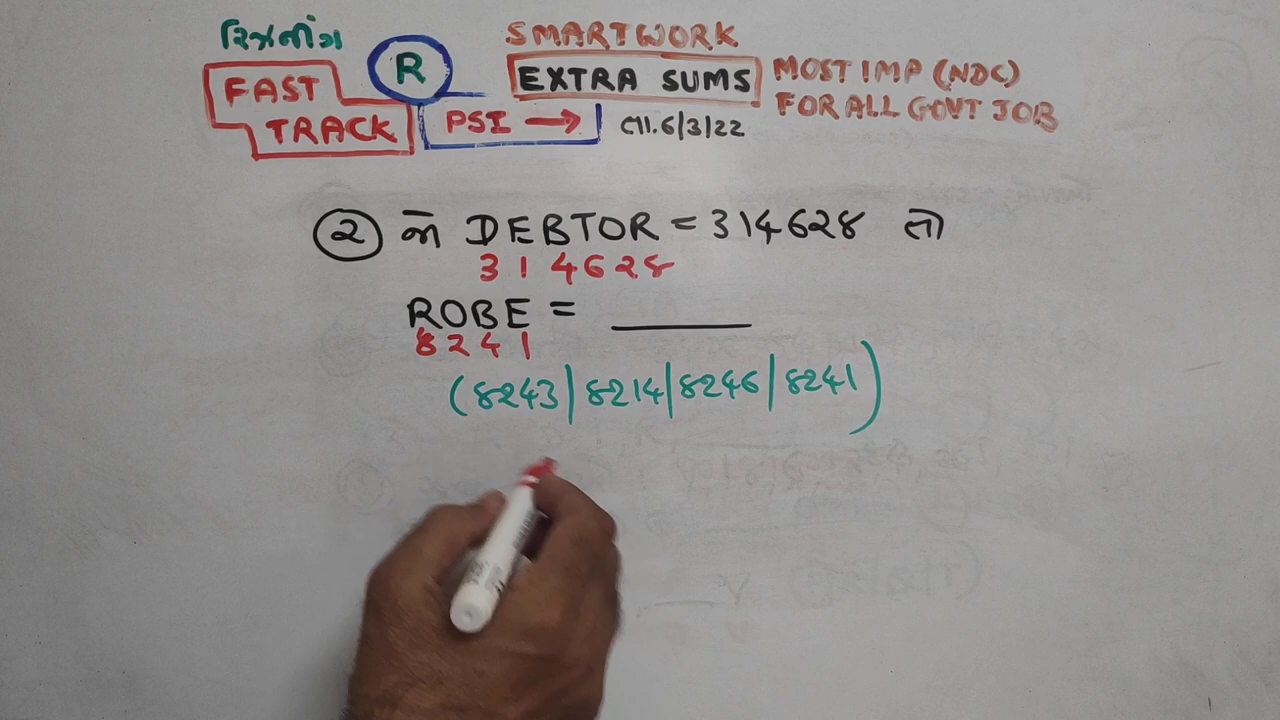 રિઝનીંગ
FAST
TRACK
R
PSI →
SMARTWORK
EXTRA SUMS
MOST IMP (NDC)
FOR ALL GOVT JOB
તા. 6/3/22
(૨) જો DEBTOR = 314628 તો
314628
ROBE = ______
8241
(8243|8214|8246|8241)